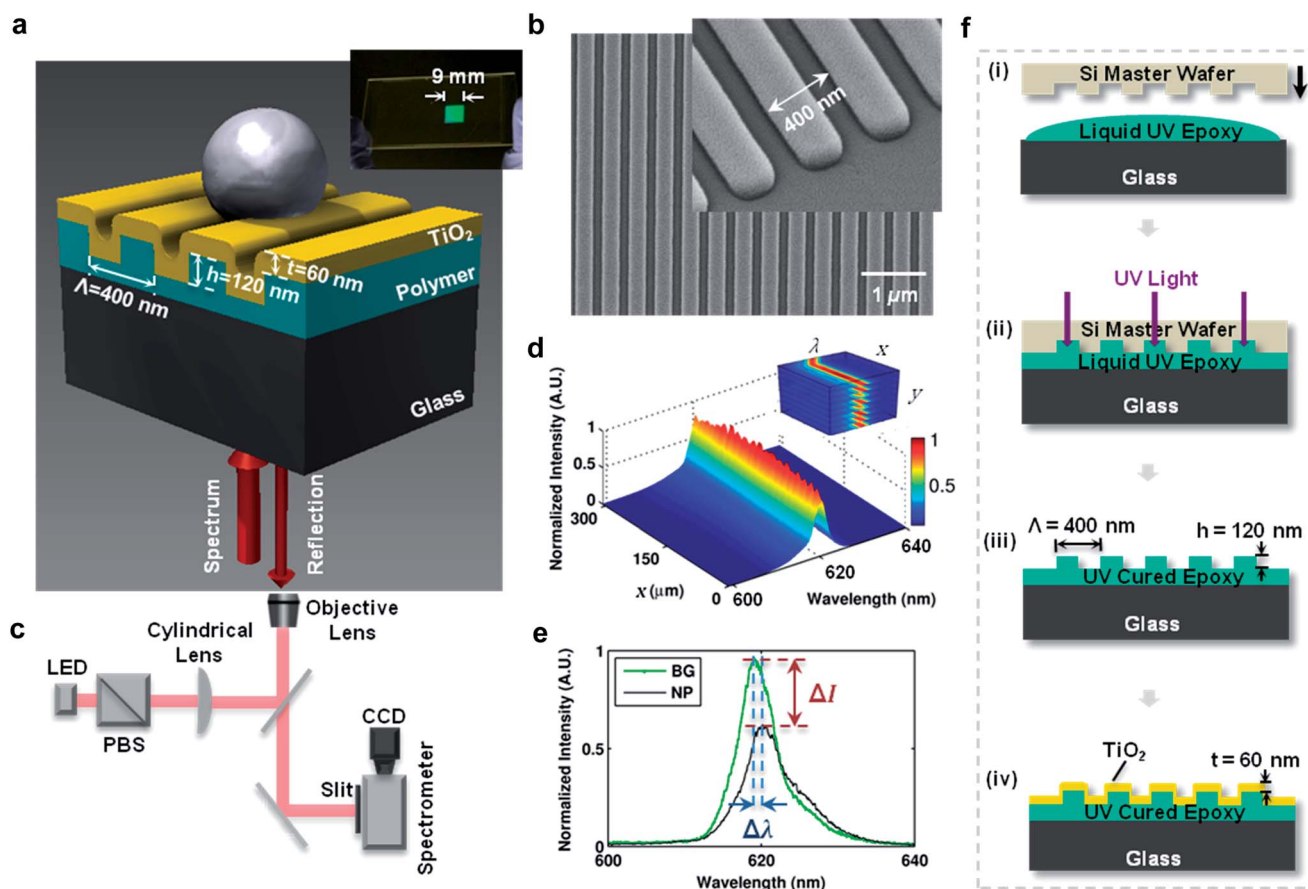 a
9 mm
TiO2
t=60 nm
h=120 nm
Λ=400 nm
Polymer
Glass
Spectrum
Reflection
b
400 nm
1 µm
c
Objective
Lens
Cylindrical
Lens
LED
PBS
CCD
Slit
Spectrometer
d
λ
x
y
Normalized Intensity (A.U.)
1
0.5
0
300
150
0
x (µm)
600
620
640
Wavelength (nm)
1
0.5
e
Normalized Intensity (A.U.)
1
0.5
0
BG
NP
ΔI
Δλ
600
620
640
Wavelength (nm)
f
(i)
Si Master Wafer
Liquid UV Epoxy
Glass
UV Light
(ii)
Si Master Wafer
Liquid UV Epoxy
Glass
(iii)
Λ = 400 nm
h = 120 nm
UV Cured Epoxy
Glass
(iv)
TiO2
t = 60 nm
UV Cured Epoxy
Glass